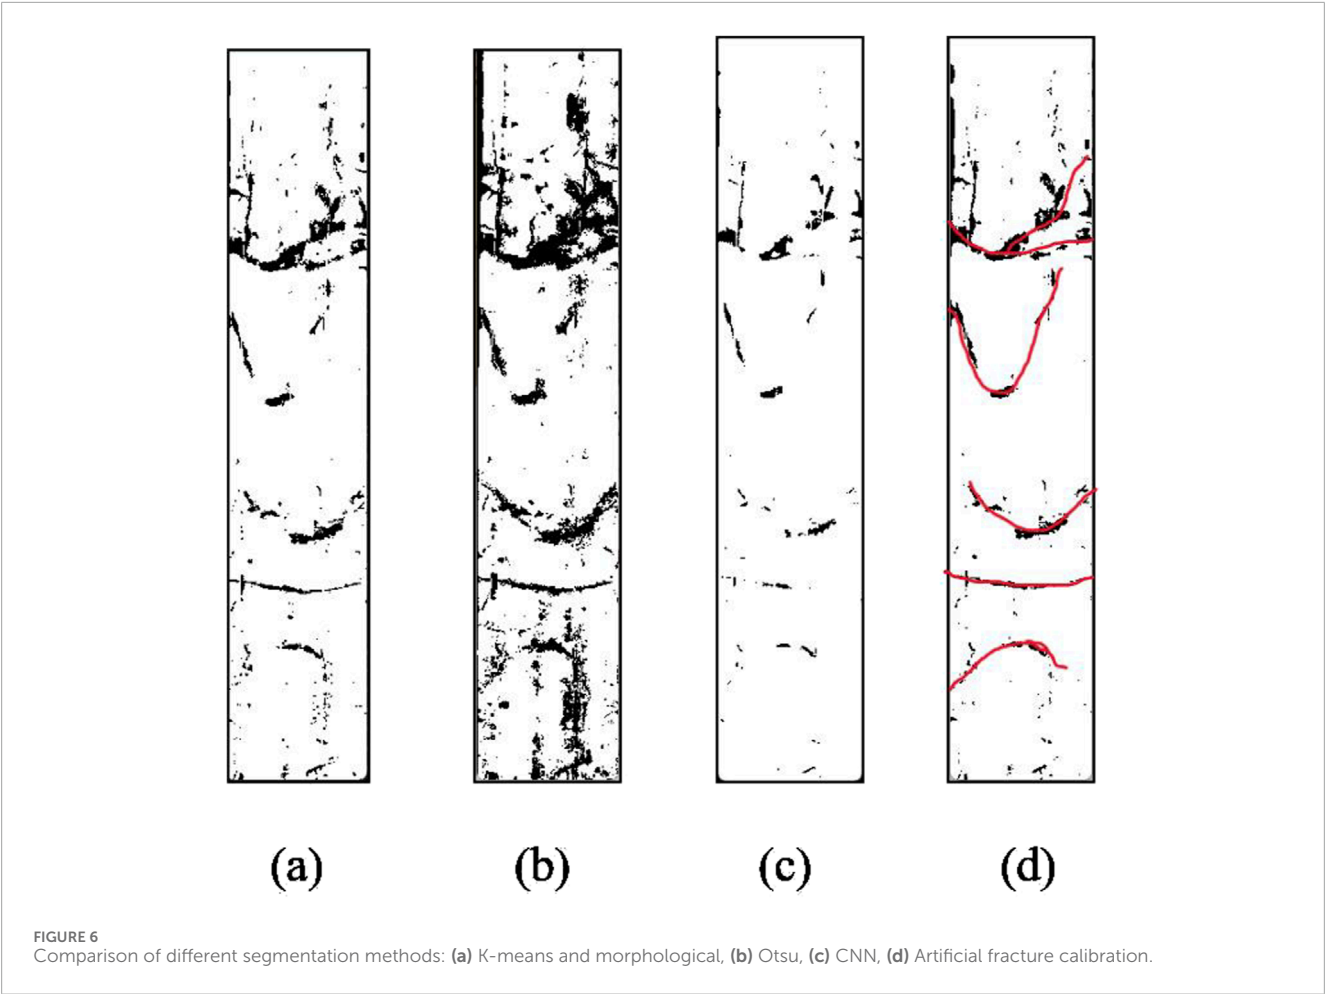 (a) (b) (c) (d)
FIGURE 6
Comparison of different segmentation methods: (a) K-means and morphological, (b) Otsu, (c) CNN, (d) Artificial fracture calibration.